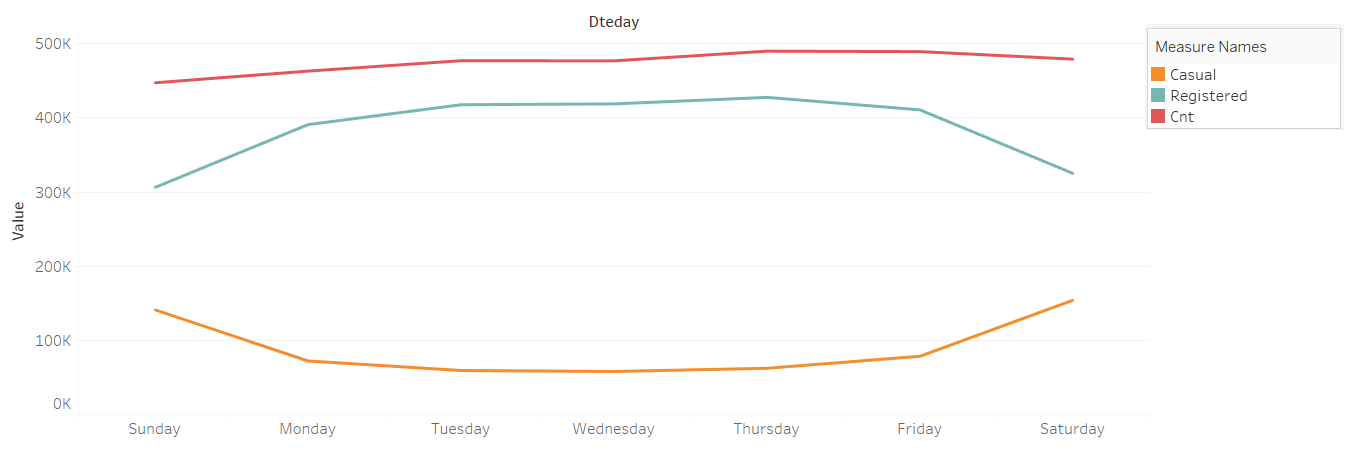 Dteday
500K
400K
300K
200K
100K
0K
Value
Sunday Monday Tuesday Wednesday Thursday Friday Saturday
Measure Names
Casual
Registered
Cnt